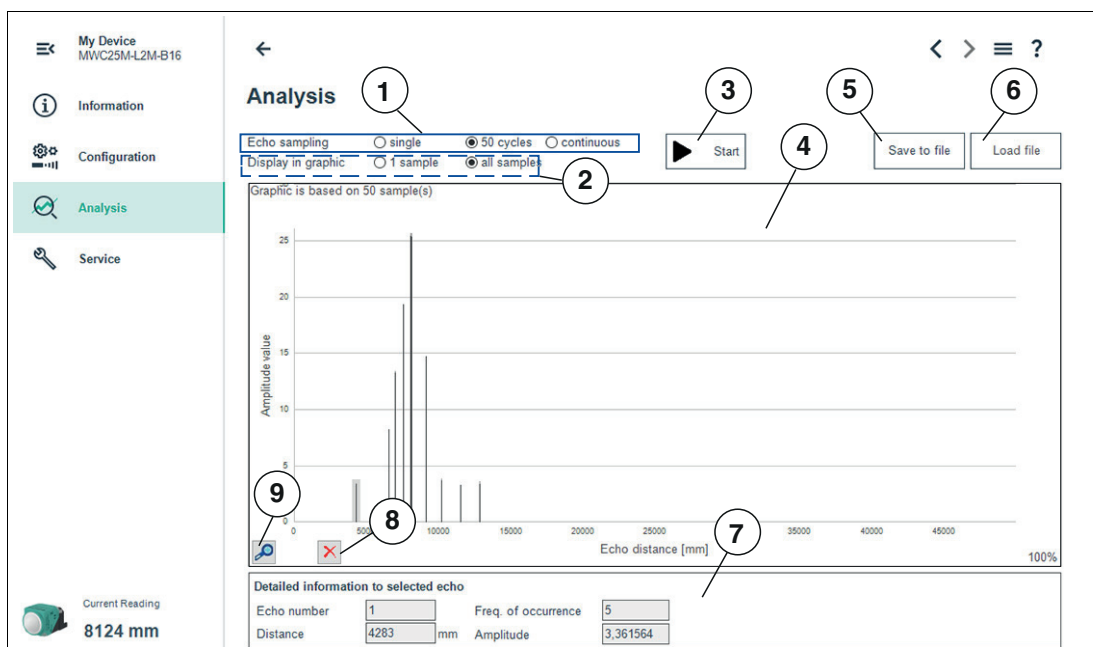 My Device
MWC25M-L2M-B16
Information
Configuration
Analysis
Service
Current Reading
8124 mm
?
Analysis
1
3
5
6
Echo sampling single 50 cycles continuous
Start
4
Save to file
Load file
Display in graphic 1 sample all samples
2
Graphic is based on 50 sample(s)
Amplitude value
25
20
15
10
5
0
0 5000 10000 15000 20000 25000 30000 35000 40000 45000
9
8
Echo distance [mm]
7
100%
Detailed information to selected echo
Echo number 1 Freq. of occurrence 5
Distance 4283 mm Amplitude 3,361564